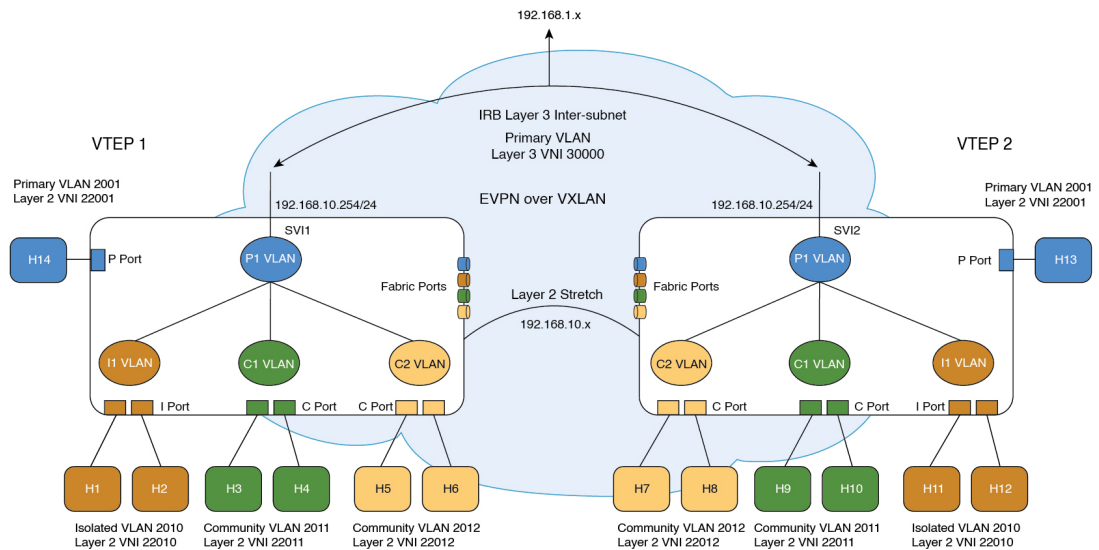 192.168.1.x
IRB Layer 3 Inter-subnet
Primary VLAN
Layer 3 VNI 30000
VTEP 1
VTEP 2
Primary VLAN 2001
Layer 2 VNI 22001
Primary VLAN 2001
Layer 2 VNI 22001
192.168.10.254/24
EVPN over VXLAN
192.168.10.254/24
SVI1
SVI2
H14
P Port
P1 VLAN
P1 VLAN
P Port
H13
Fabric Ports
Layer 2 Stretch
Fabric Ports
192.168.10.x
I1 VLAN
C1 VLAN
C2 VLAN
C2 VLAN
C1 VLAN
I1 VLAN
I Port
C Port
C Port
C Port
C Port
I Port
H1
H2
H3
H4
H5
H6
H7
H8
H9
H10
H11
H12
Isolated VLAN 2010
Layer 2 VNI 22010
Community VLAN 2011
Layer 2 VNI 22011
Community VLAN 2012
Layer 2 VNI 22012
Community VLAN 2012
Layer 2 VNI 22012
Community VLAN 2011
Layer 2 VNI 22011
Isolated VLAN 2010
Layer 2 VNI 22010